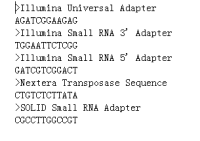 >Illumina Universal Adapter
AGATCGGAAGAG
>Illumina Small RNA 3' Adapter
TGGAATTCTCGG
>Illumina Small RNA 5' Adapter
GATCGTCGGACT
>Nextera Transposase Sequence
CTGTCTCTTATA
>SOLID Small RNA Adapter
CGCCTTGGCCGT